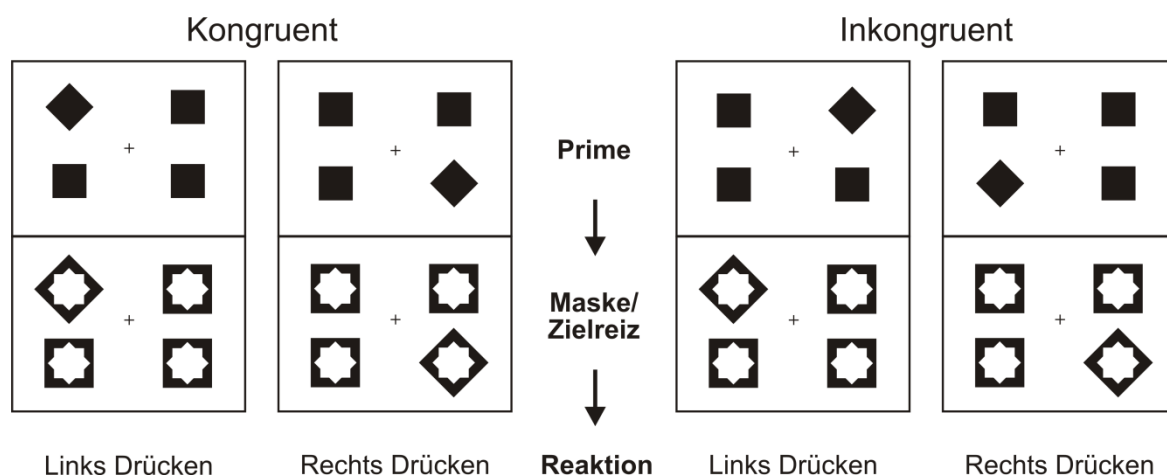 Kongruent
Inkongruent
Prime
Maske/
Zielreiz
Links Drücken
Rechts Drücken
Reaktion
Links Drücken
Rechts Drücken